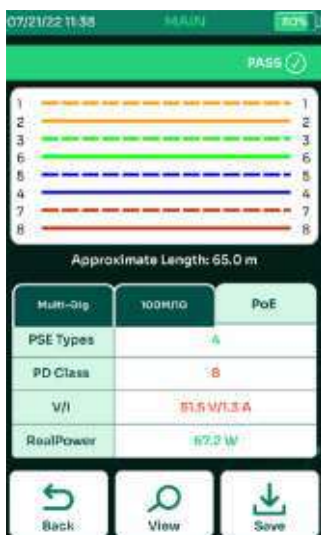 07/21/22 11:38 MAIN 80%
PASS
1 1
2 2
3 3
6 6
5 5
4 4
7 7
8 8
Approximate Length: 65.0 m
Multi-Gig 100M/1G PoE
PSE Types 4
PD Class 8
V/I 51.5 V/1.3 A
RealPower 67.2 W
Back View Save